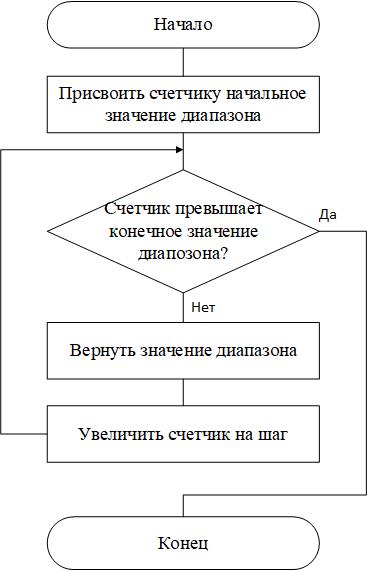 Начало
Присвоить счетчику начальное
значение диапазона
Счетчик превышает
конечное значение
диапозона?
Да
Нет
Вернуть значение диапазона
Увеличить счетчик на шаг
Конец